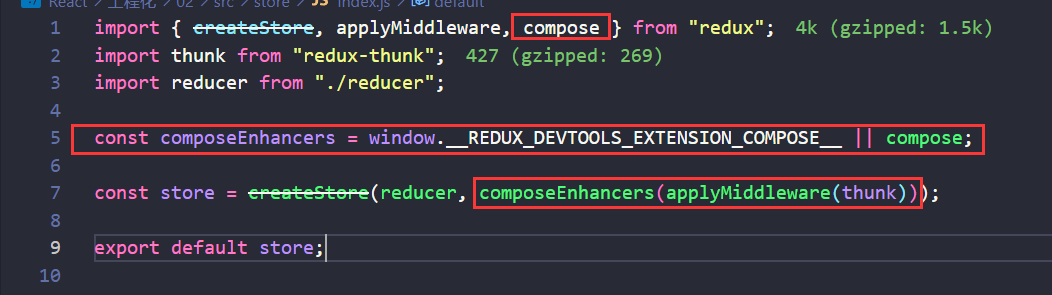 React > 工程化 > 02 > src > store > JS index.js > default
1 import { createStore, applyMiddleware, compose } from "redux"; 4k (gzipped: 1.5k)
2 import thunk from "redux-thunk"; 427 (gzipped: 269)
3 import reducer from "./reducer";
4
5 const composeEnhancers = window.__REDUX_DEVTOOLS_EXTENSION_COMPOSE__ || compose;
6
7 const store = createStore(reducer, composeEnhancers(applyMiddleware(thunk)));
8
9 export default store;
10